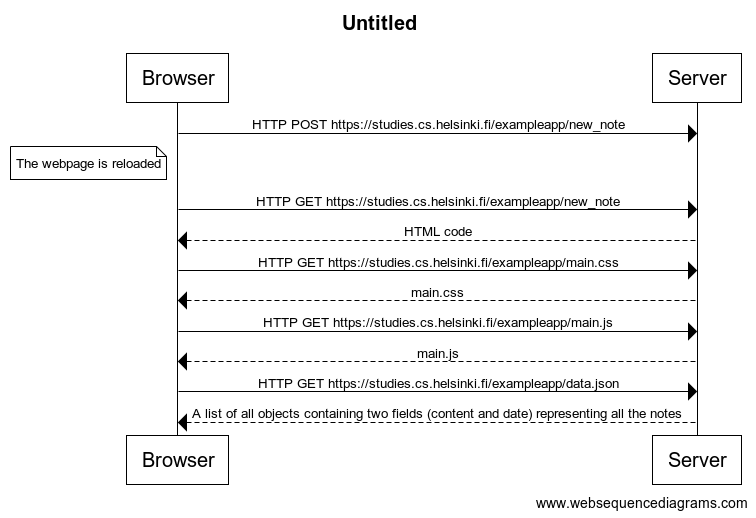 Untitled
Browser
Server
HTTP POST https://studies.cs.helsinki.fi/exampleapp/new_note
The webpage is reloaded
HTTP GET https://studies.cs.helsinki.fi/exampleapp/new_note
HTML code
HTTP GET https://studies.cs.helsinki.fi/exampleapp/main.css
main.css
HTTP GET https://studies.cs.helsinki.fi/exampleapp/main.js
main.js
HTTP GET https://studies.cs.helsinki.fi/exampleapp/data.json
A list of all objects containing two fields (content and date) representing all the notes
Browser
Server
www.websequencediagrams.com